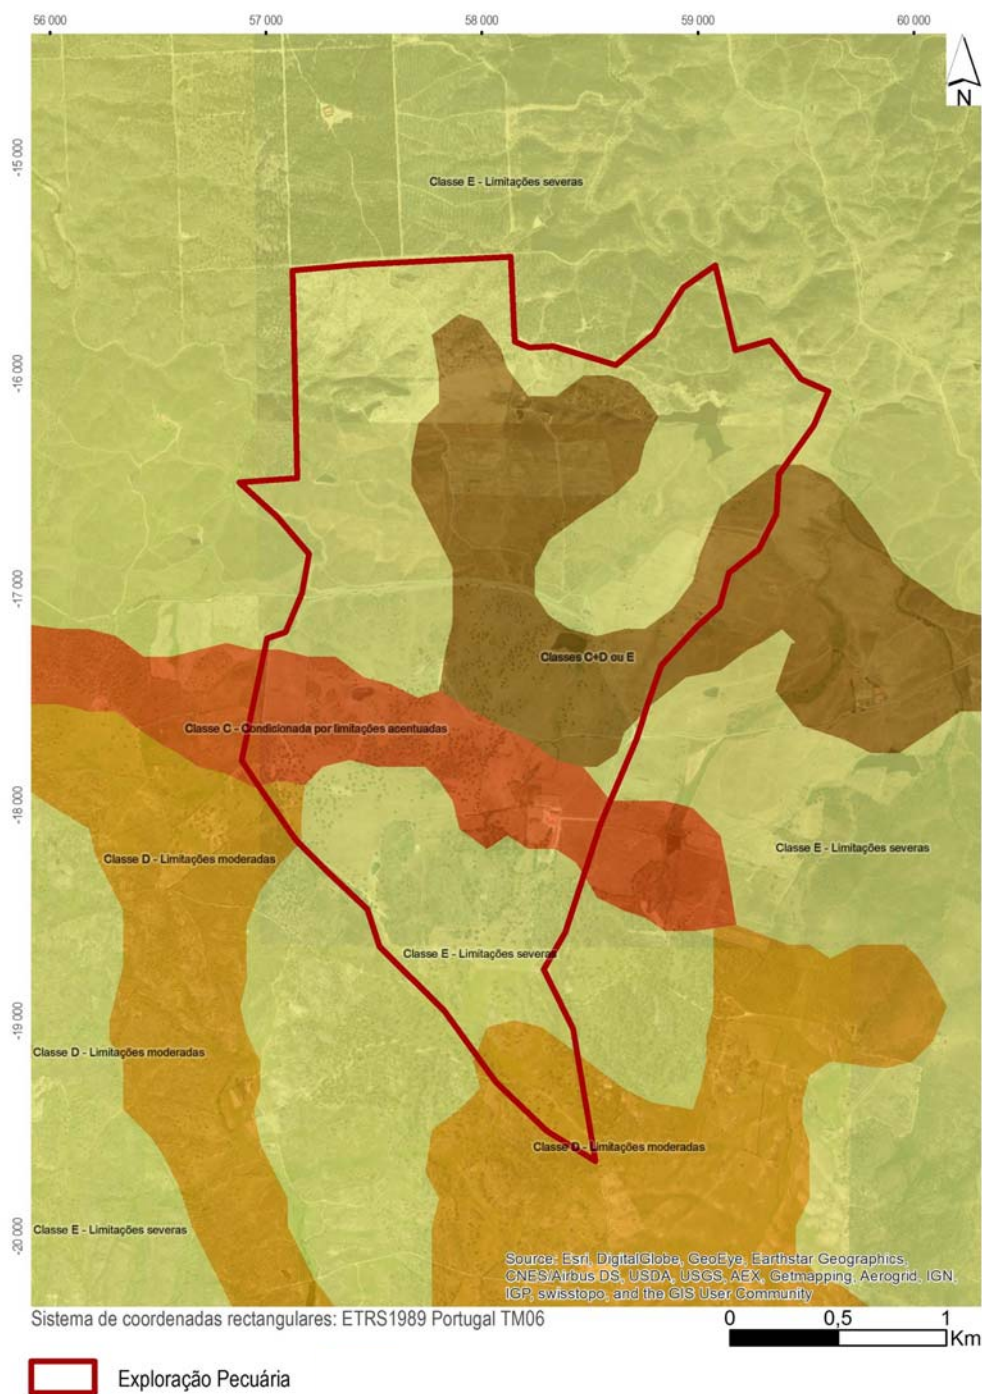 56 000
57 000
58 000
59 000
60 000
N
-15 000
Classe E - Limitações severas
-16 000
-17 000
Classes C+D ou E
Classe C - Condicionada por limitações acentuadas
-18 000
Classe E - Limitações severas
Classe D - Limitações moderadas
Classe E - Limitações severas
-19 000
Classe D - Limitações moderadas
Classe D - Limitações moderadas
-20 000
Classe E - Limitações severas
Source: Esri, DigitalGlobe, GeoEye, Earthstar Geographics,
CNES/Airbus DS, USDA, USGS, AEX, Getmapping, Aerogrid, IGN,
IGP, swisstopo, and the GIS User Community
Sistema de coordenadas rectangulares: ETRS1989 Portugal TM06
0
0,5
1
Km
Exploração Pecuária